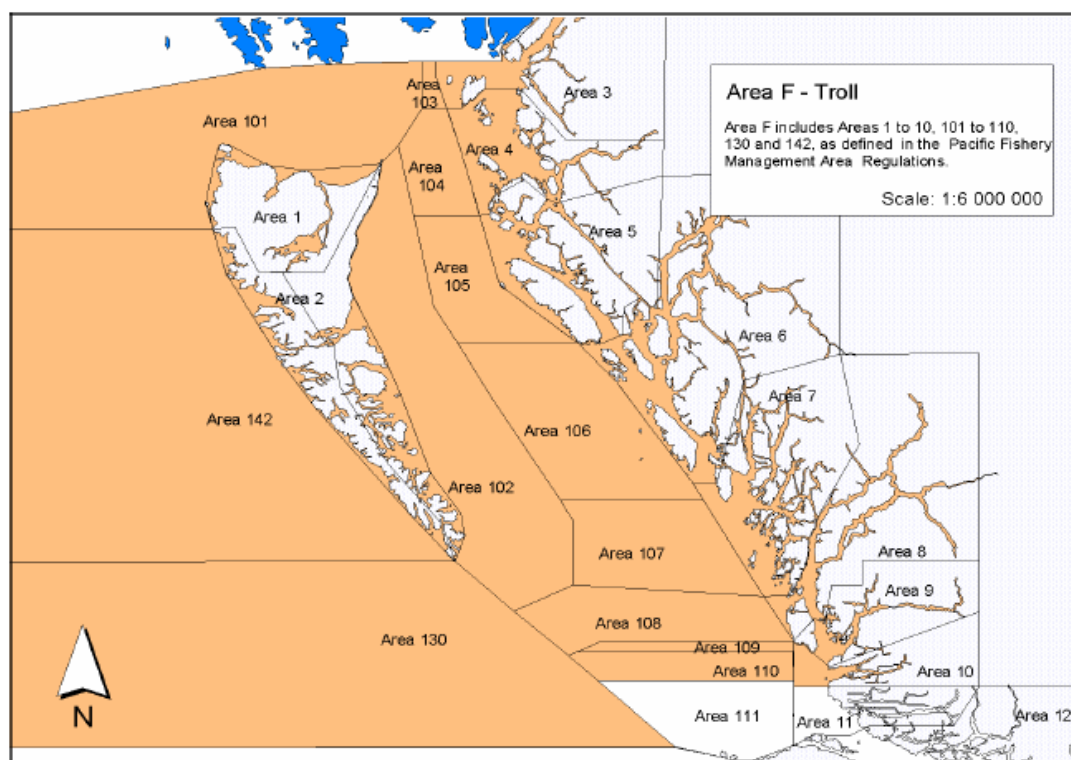 Area F - Troll
Area F includes Areas 1 to 10, 101 to 110,
130 and 142, as defined in the Pacific Fishery
Management Area Regulations.
Scale: 1:6 000 000
Area 3
Area
103
Area 101
Area 4
Area
104
Area 1
Area 5
Area
105
Area 2
Area 6
Area 7
Area 142
Area 106
Area 102
Area 107
Area 8
Area 9
Area 108
Area 130
Area 109
Area 110
Area 10
Area 111
Area 11
Area 12
N